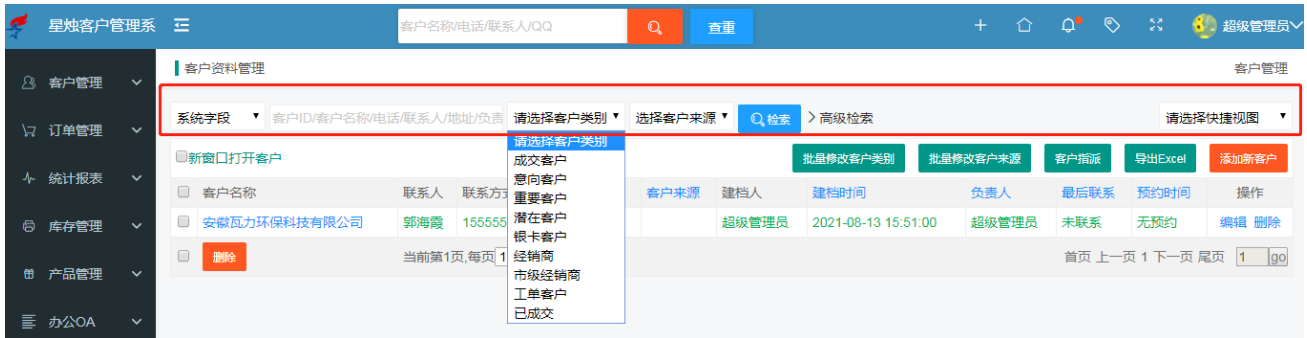 星烛客户管理系
客户名称/电话/联系人/QQ
查重
超级管理员
客户管理
订单管理
统计报表
库存管理
产品管理
办公OA
客户资料管理
客户管理
系统字段 客户ID/客户名称/电话/联系人/地址/负责 请选择客户类别 选择客户来源 检索 高级检索 请选择快捷视图
请选择客户类别
成交客户
意向客户
重要客户
潜在客户
银卡客户
经销商
市级经销商
工单客户
已成交
新窗口打开客户 批量修改客户类别 批量修改客户来源 客户指派 导出Excel 添加新客户
客户名称 联系人 联系方 客户来源 建档人 建档时间 负责人 最后联系 预约时间 操作
安徽瓦力环保科技有限公司 郭海霞 155555 超级管理员 2021-08-13 15:51:00 超级管理员 未联系 无预约 编辑 删除
删除 当前第1页,每页1 首页 上一页 1 下一页 尾页 1 go